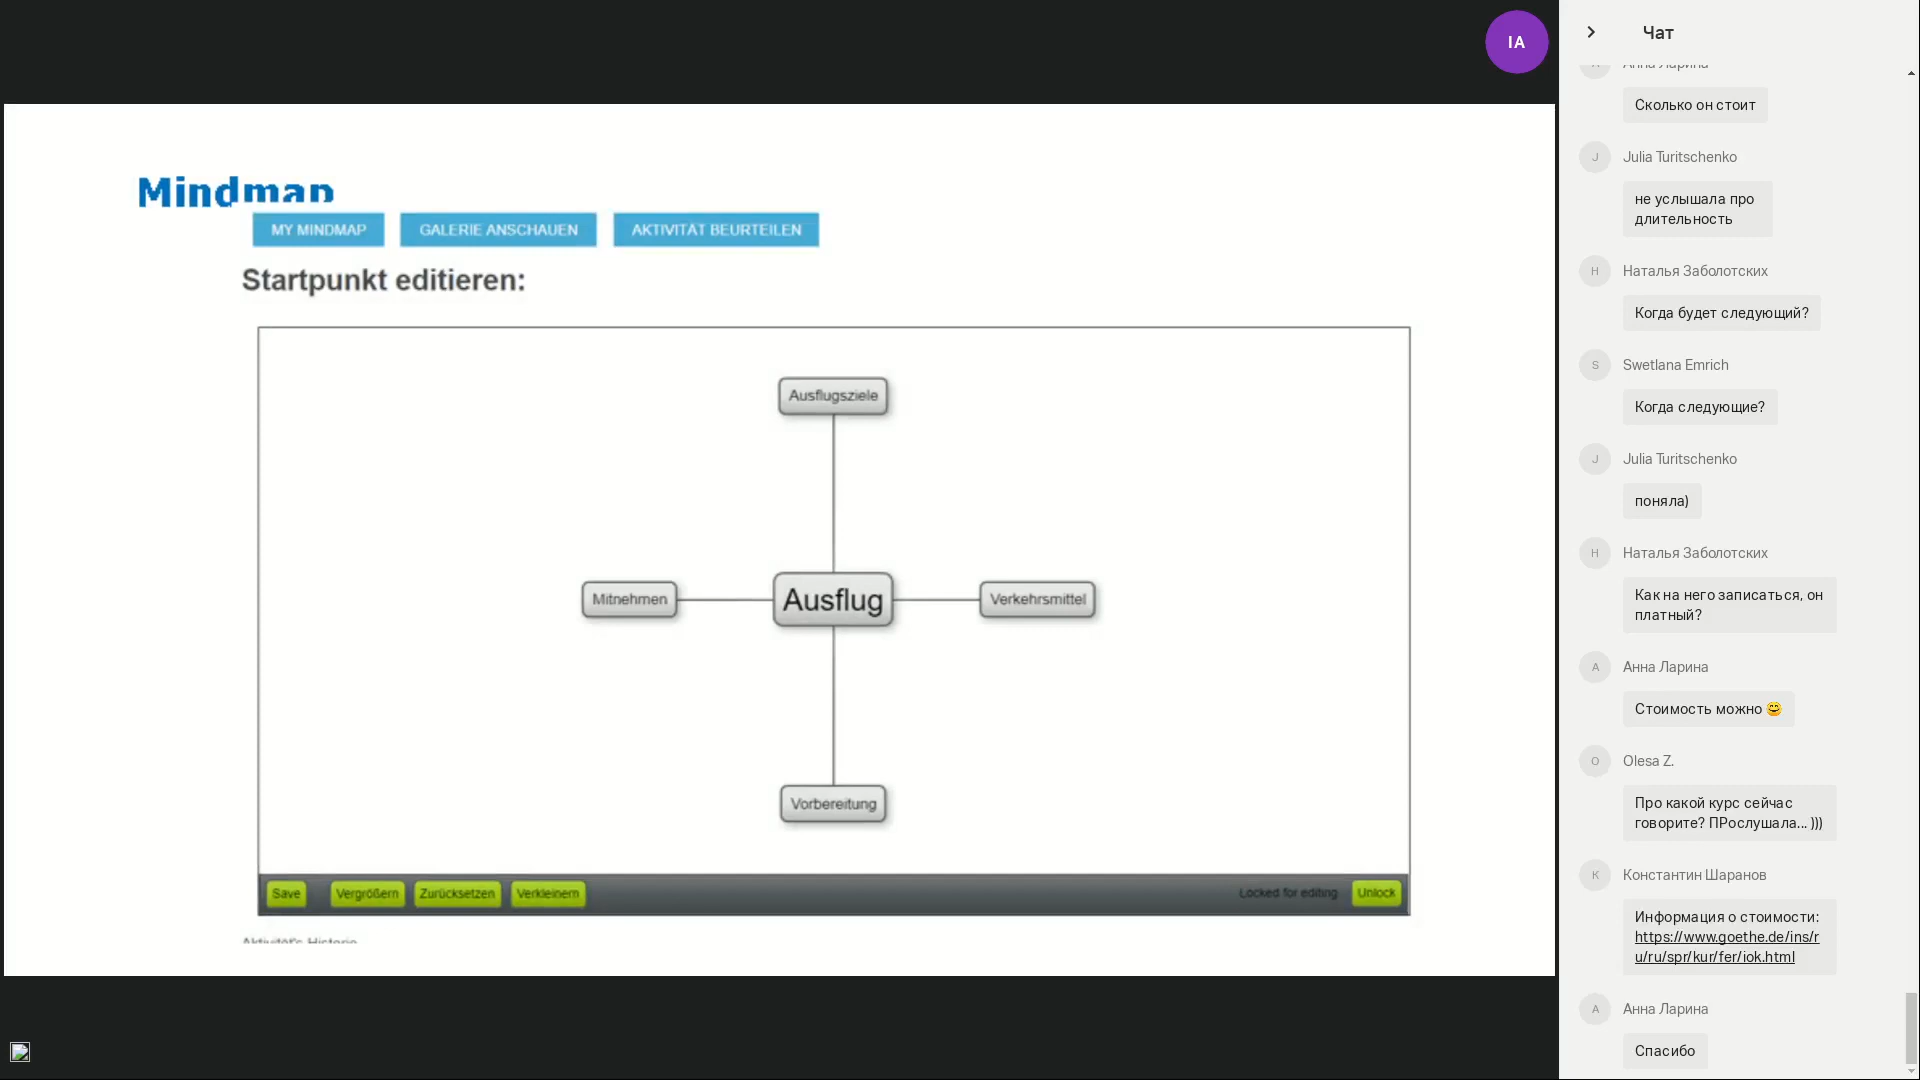 IA
Mindmap
MY MINDMAP
GALERIE ANSCHAUEN
AKTIVITÄT BEURTEILEN
Startpunkt editieren:
Ausflugsziele
Mitnehmen
Ausflug
Verkehrsmittel
Vorbereitung
Save
Vergrößern
Zurücksetzen
Verkleinern
Locked for editing
Unlock
Aktivität's Historie
Чат
Анна Ларина
Сколько он стоит
J
Julia Turitschenko
не услышала про
длительность
Н
Наталья Заболотских
Когда будет следующий?
S
Swetlana Emrich
Когда следующие?
J
Julia Turitschenko
поняла)
Н
Наталья Заболотских
Как на него записаться, он
платный?
А
Анна Ларина
Стоимость можно 😊
O
Olesa Z.
Про какой курс сейчас
говорите? ПРослушала... )))
К
Константин Шаранов
Информация о стоимости:
https://www.goethe.de/ins/r
u/ru/spr/kur/fer/iok.html
А
Анна Ларина
Спасибо